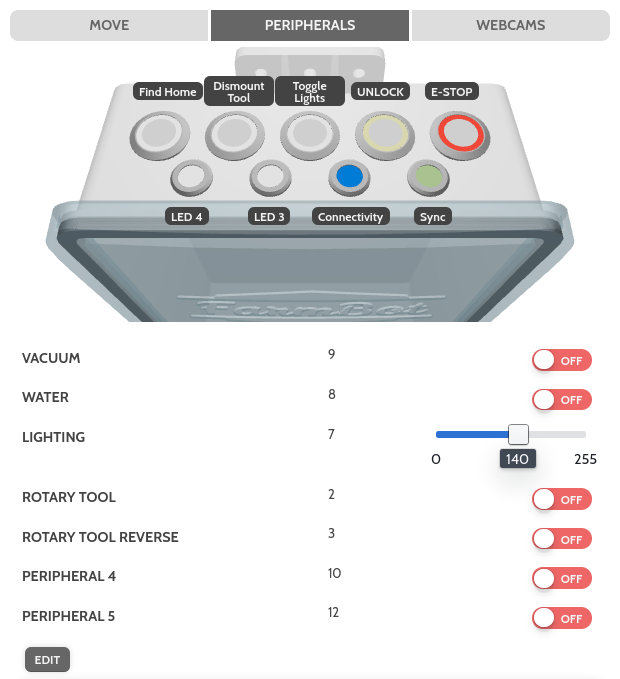 MOVE PERIPHERALS WEBCAMS
Find Home Dismount Tool Toggle Lights UNLOCK E-STOP
LED 4 LED 3 Connectivity Sync
FarmBot
VACUUM 9 OFF
WATER 8 OFF
LIGHTING 7
0 140 255
ROTARY TOOL 2 OFF
ROTARY TOOL REVERSE 3 OFF
PERIPHERAL 4 10 OFF
PERIPHERAL 5 12 OFF
EDIT